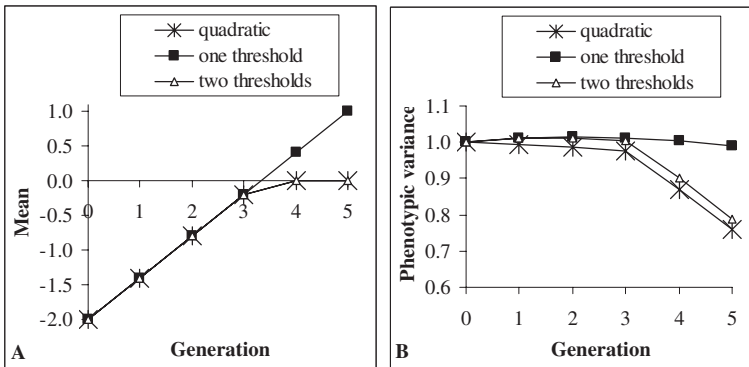 quadratic
one threshold
two thresholds
1.0
0.5
0.0
-0.5
-1.0
-1.5
-2.0
0 1 2 3 4 5
Mean
Generation
A
quadratic
one threshold
two thresholds
1.1
1.0
0.9
0.8
0.7
0.6
0 1 2 3 4 5
Phenotypic variance
Generation
B